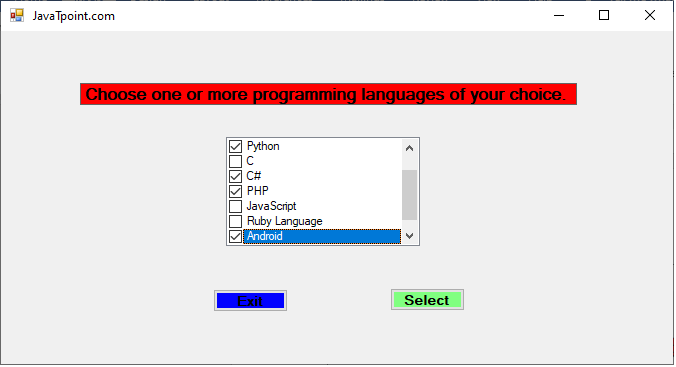 JavaTpoint.com
Choose one or more programming languages of your choice.
Python
C
C#
PHP
JavaScript
Ruby Language
Android
Exit
Select